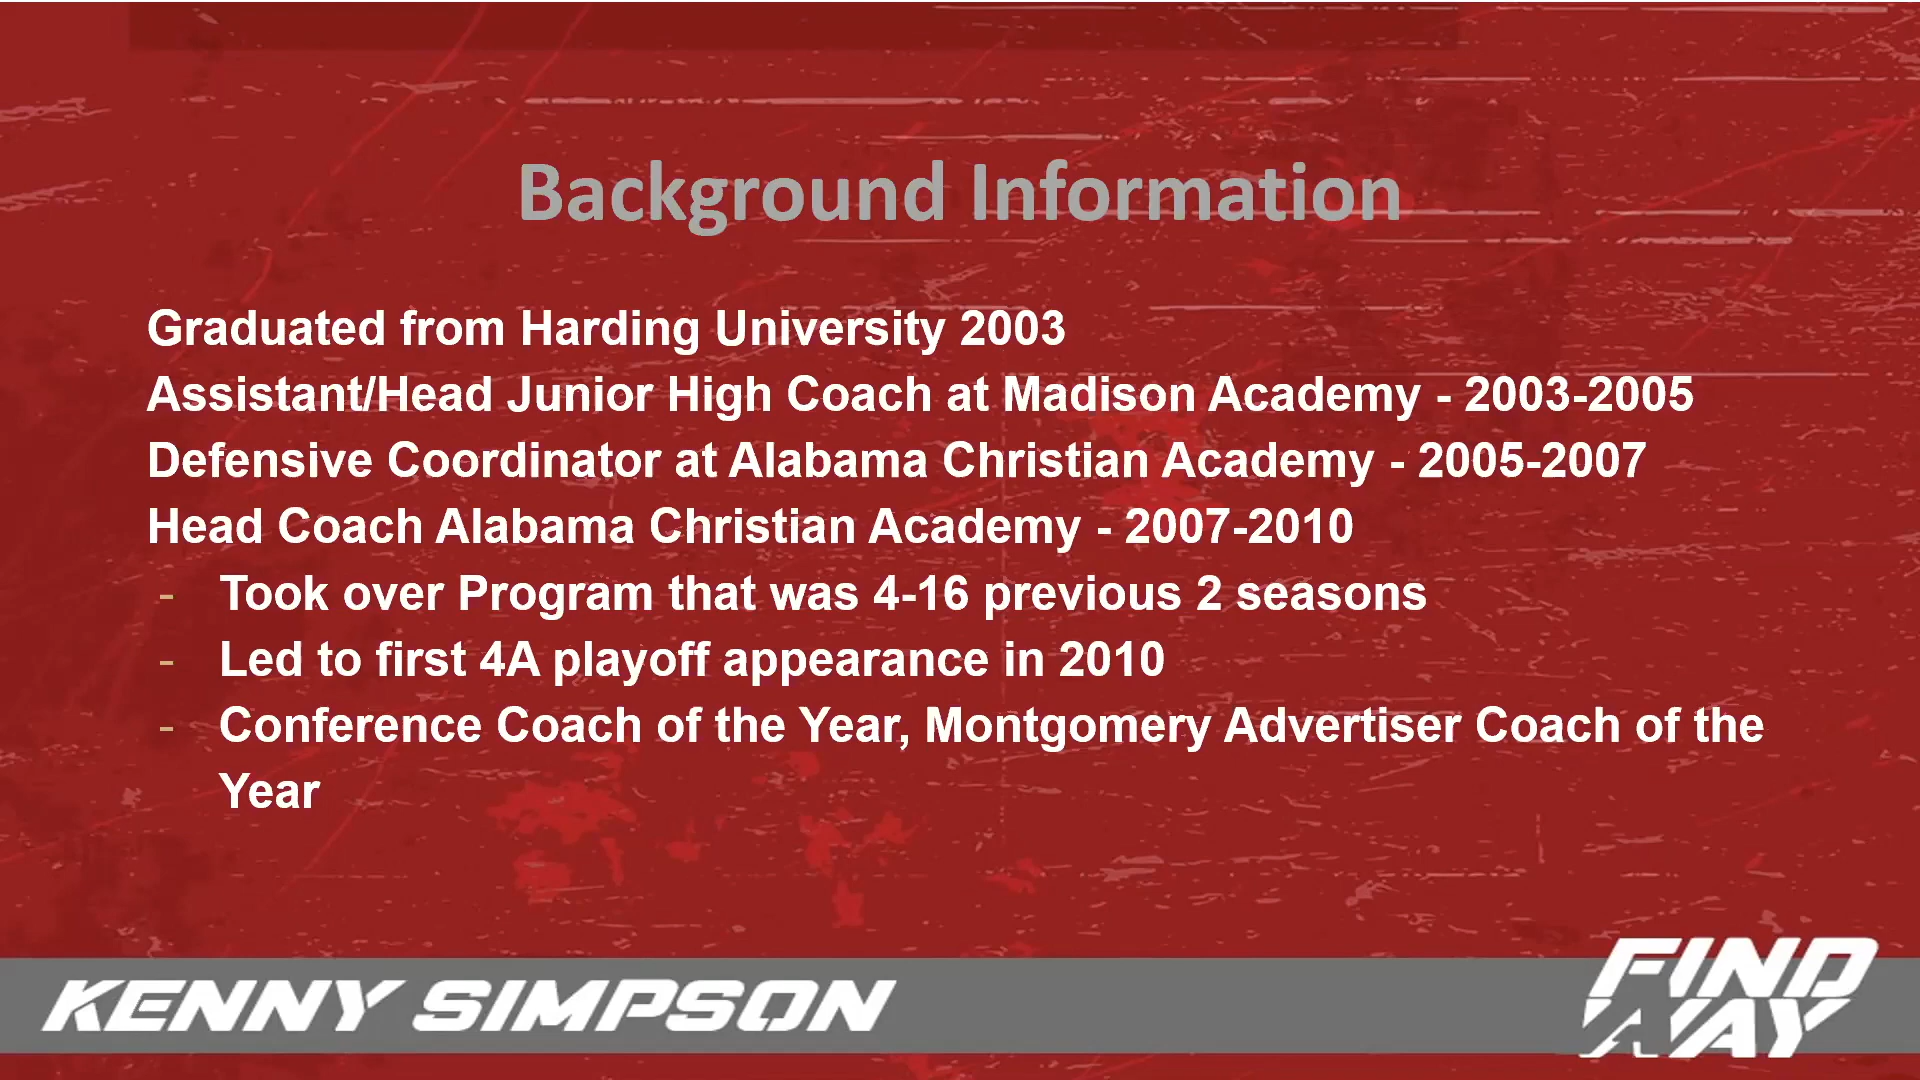 Background Information
Graduated from Harding University 2003
Assistant/Head Junior High Coach at Madison Academy - 2003-2005
Defensive Coordinator at Alabama Christian Academy - 2005-2007
Head Coach Alabama Christian Academy - 2007-2010
- Took over Program that was 4-16 previous 2 seasons
- Led to first 4A playoff appearance in 2010
- Conference Coach of the Year, Montgomery Advertiser Coach of the
Year
KENNY SIMPSON
FIND
A WAY